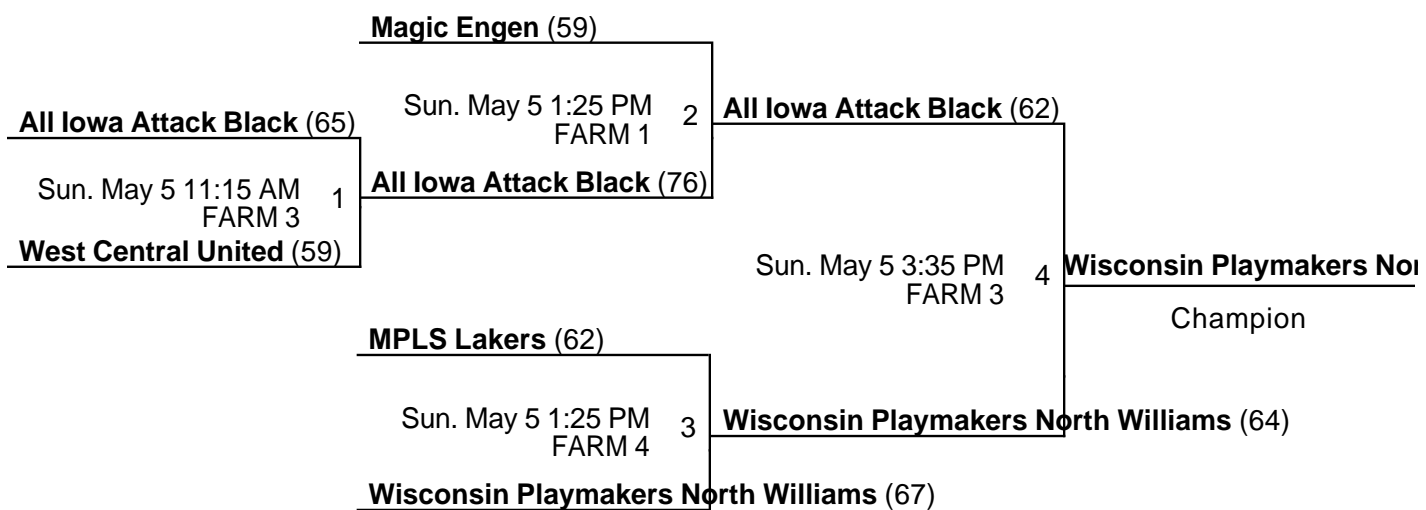 Magic Engen (59)
Sun. May 5 1:25 PM
FARM 1
2
All Iowa Attack Black (62)
All Iowa Attack Black (65)
Sun. May 5 11:15 AM
FARM 3
1
All Iowa Attack Black (76)
West Central United (59)
Sun. May 5 3:35 PM
FARM 3
4
Wisconsin Playmakers Nor
Champion
MPLS Lakers (62)
Sun. May 5 1:25 PM
FARM 4
3
Wisconsin Playmakers North Williams (64)
Wisconsin Playmakers North Williams (67)